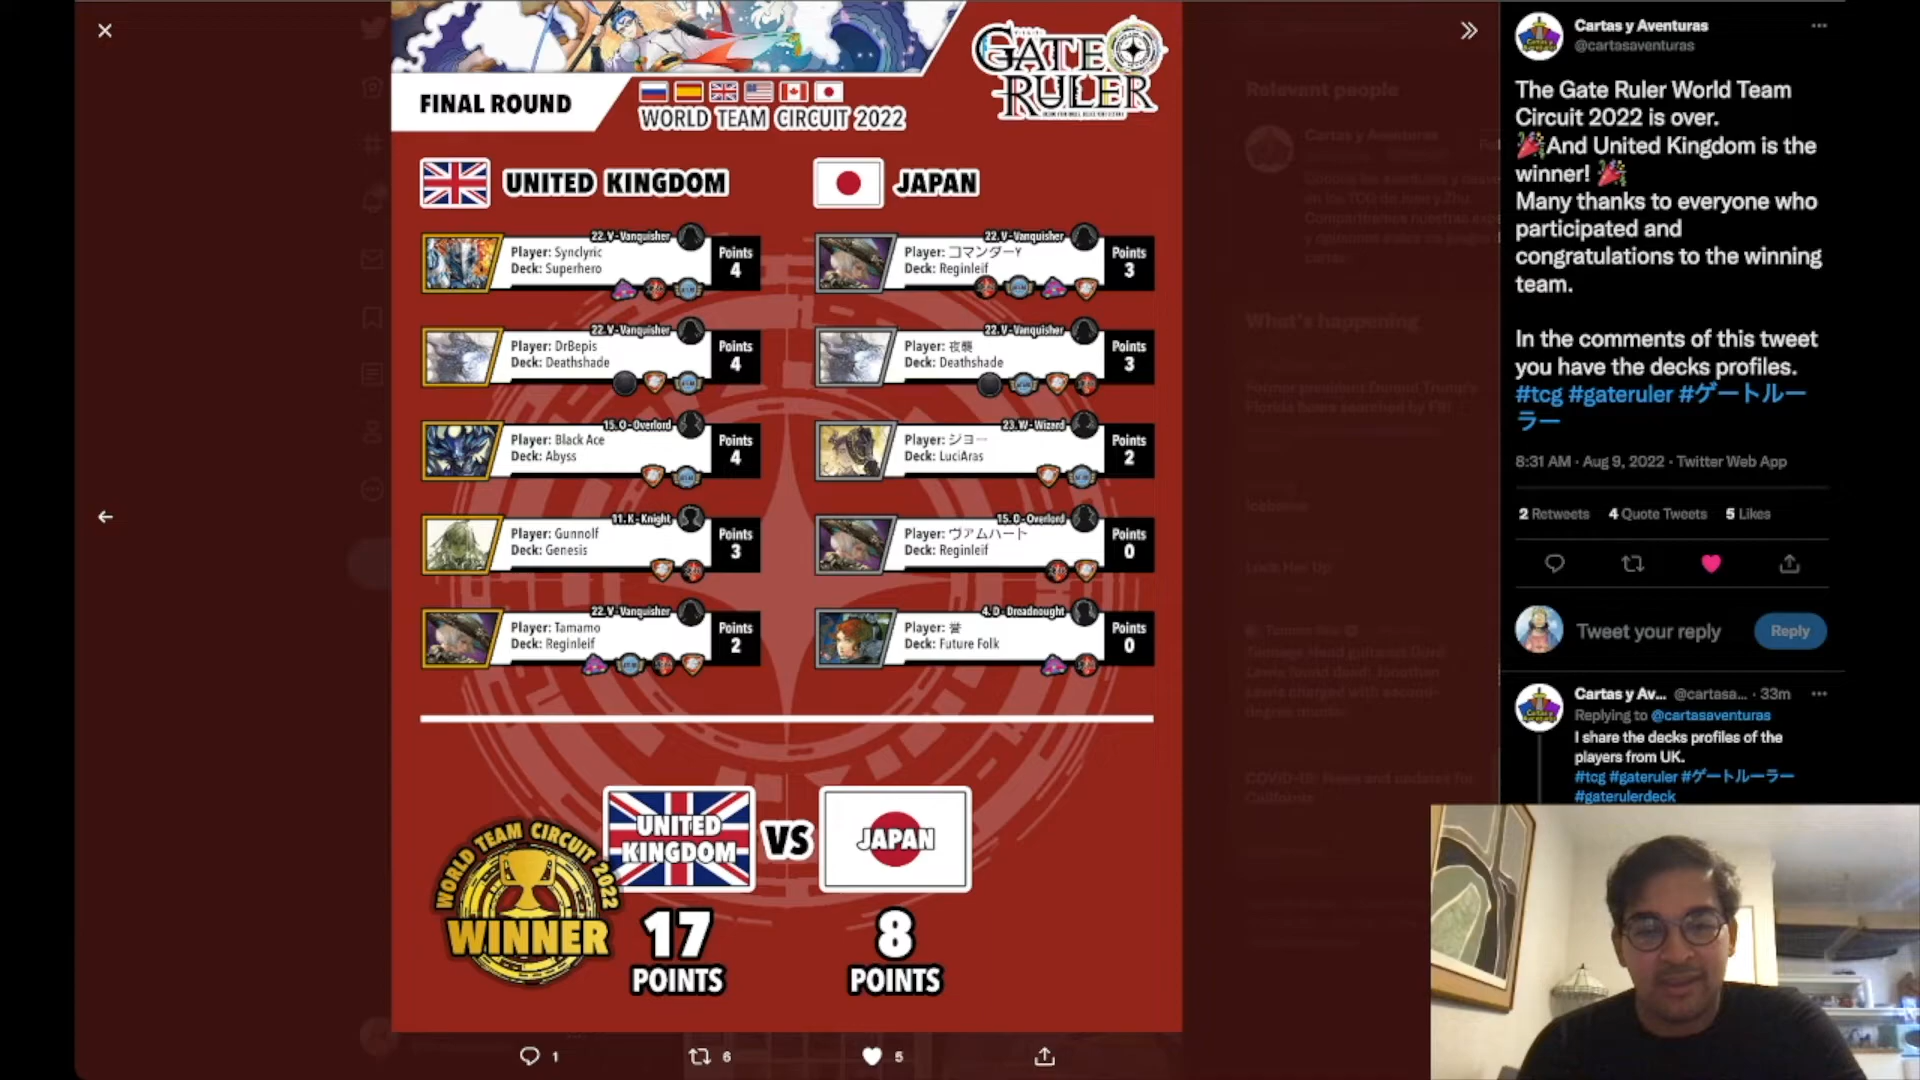 GATE
RULER
FINAL ROUND
WORLD TEAM CIRCUIT 2022
UNITED KINGDOM
22. V - Vanquisher
Player: Synclyric
Deck: Superhero
Points
4
22. V - Vanquisher
Player: DrBepis
Deck: Deathshade
Points
4
15. O - Overlord
Player: Black Ace
Deck: Abyss
Points
4
11. K - Knight
Player: Gunnolf
Deck: Genesis
Points
3
22. V - Vanquisher
Player: Tamamo
Deck: Reginleif
Points
2
JAPAN
22. V - Vanquisher
Player: コマンダーY
Deck: Reginleif
Points
3
22. V - Vanquisher
Player: 夜襲
Deck: Deathshade
Points
3
23. W - Wizard
Player: ジョー
Deck: LuciAras
Points
2
15. O - Overlord
Player: ヴァムハート
Deck: Reginleif
Points
0
4. D - Dreadnought
Player: 誉
Deck: Future Folk
Points
0
WORLD TEAM CIRCUIT 2022
WINNER
UNITED
KINGDOM
VS
JAPAN
17
POINTS
8
POINTS
1
6
5
Relevant people
Cartas y Aventuras
What's happening
Cartas y Aventuras
@cartasaventuras
The Gate Ruler World Team
Circuit 2022 is over.
🎉And United Kingdom is the
winner! 🎉
Many thanks to everyone who
participated and
congratulations to the winning
team.
In the comments of this tweet
you have the decks profiles.
#tcg #gateruler #ゲートルー
ラー
8:31 AM · Aug 9, 2022 · Twitter Web App
2 Retweets 4 Quote Tweets 5 Likes
Tweet your reply
Reply
Cartas y Av... @cartasa... · 33m
Replying to @cartasaventuras
I share the decks profiles of the
players from UK.
#tcg #gateruler #ゲートルーラー
#gaterulerdeck